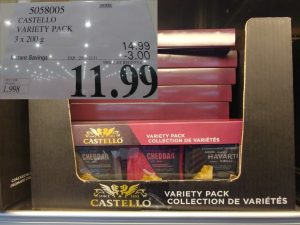 5058005
CASTELLO
VARIETY PACK
3 x 200 g
14.99
-3.00
11.99
1.998
CASTELLO
VARIETY PACK
COLLECTION DE VARIÉTÉS
CHEDDAR
CHEDDAR
HAVARTI
CASTELLO
VARIETY PACK
COLLECTION DE VARIÉTÉS